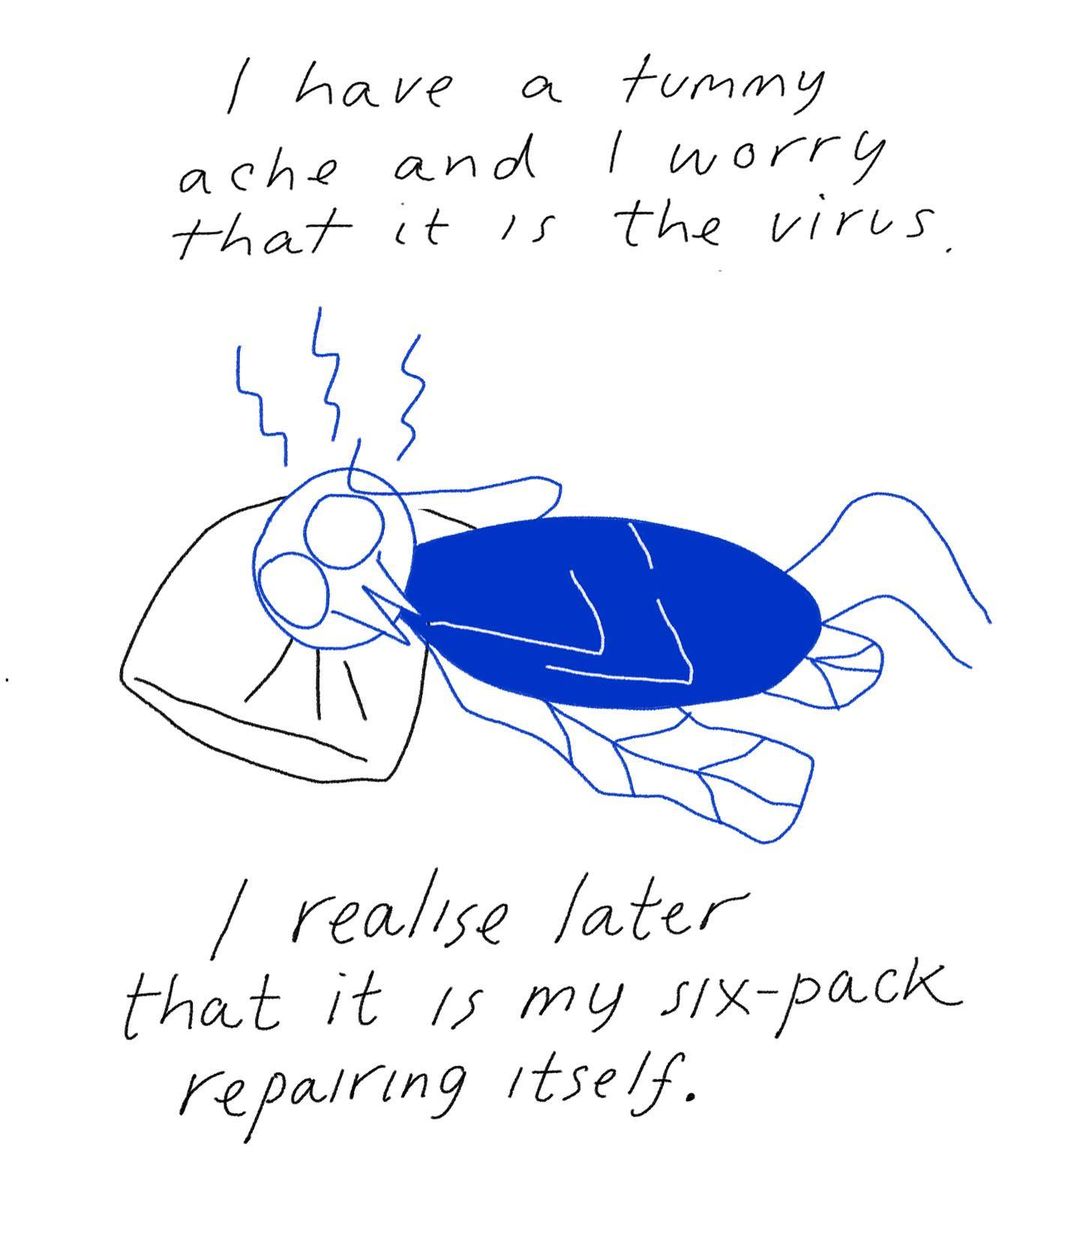 I have a tummy
ache and I worry
that it is the virus.
I realise later
that it is my six-pack
repairing itself.